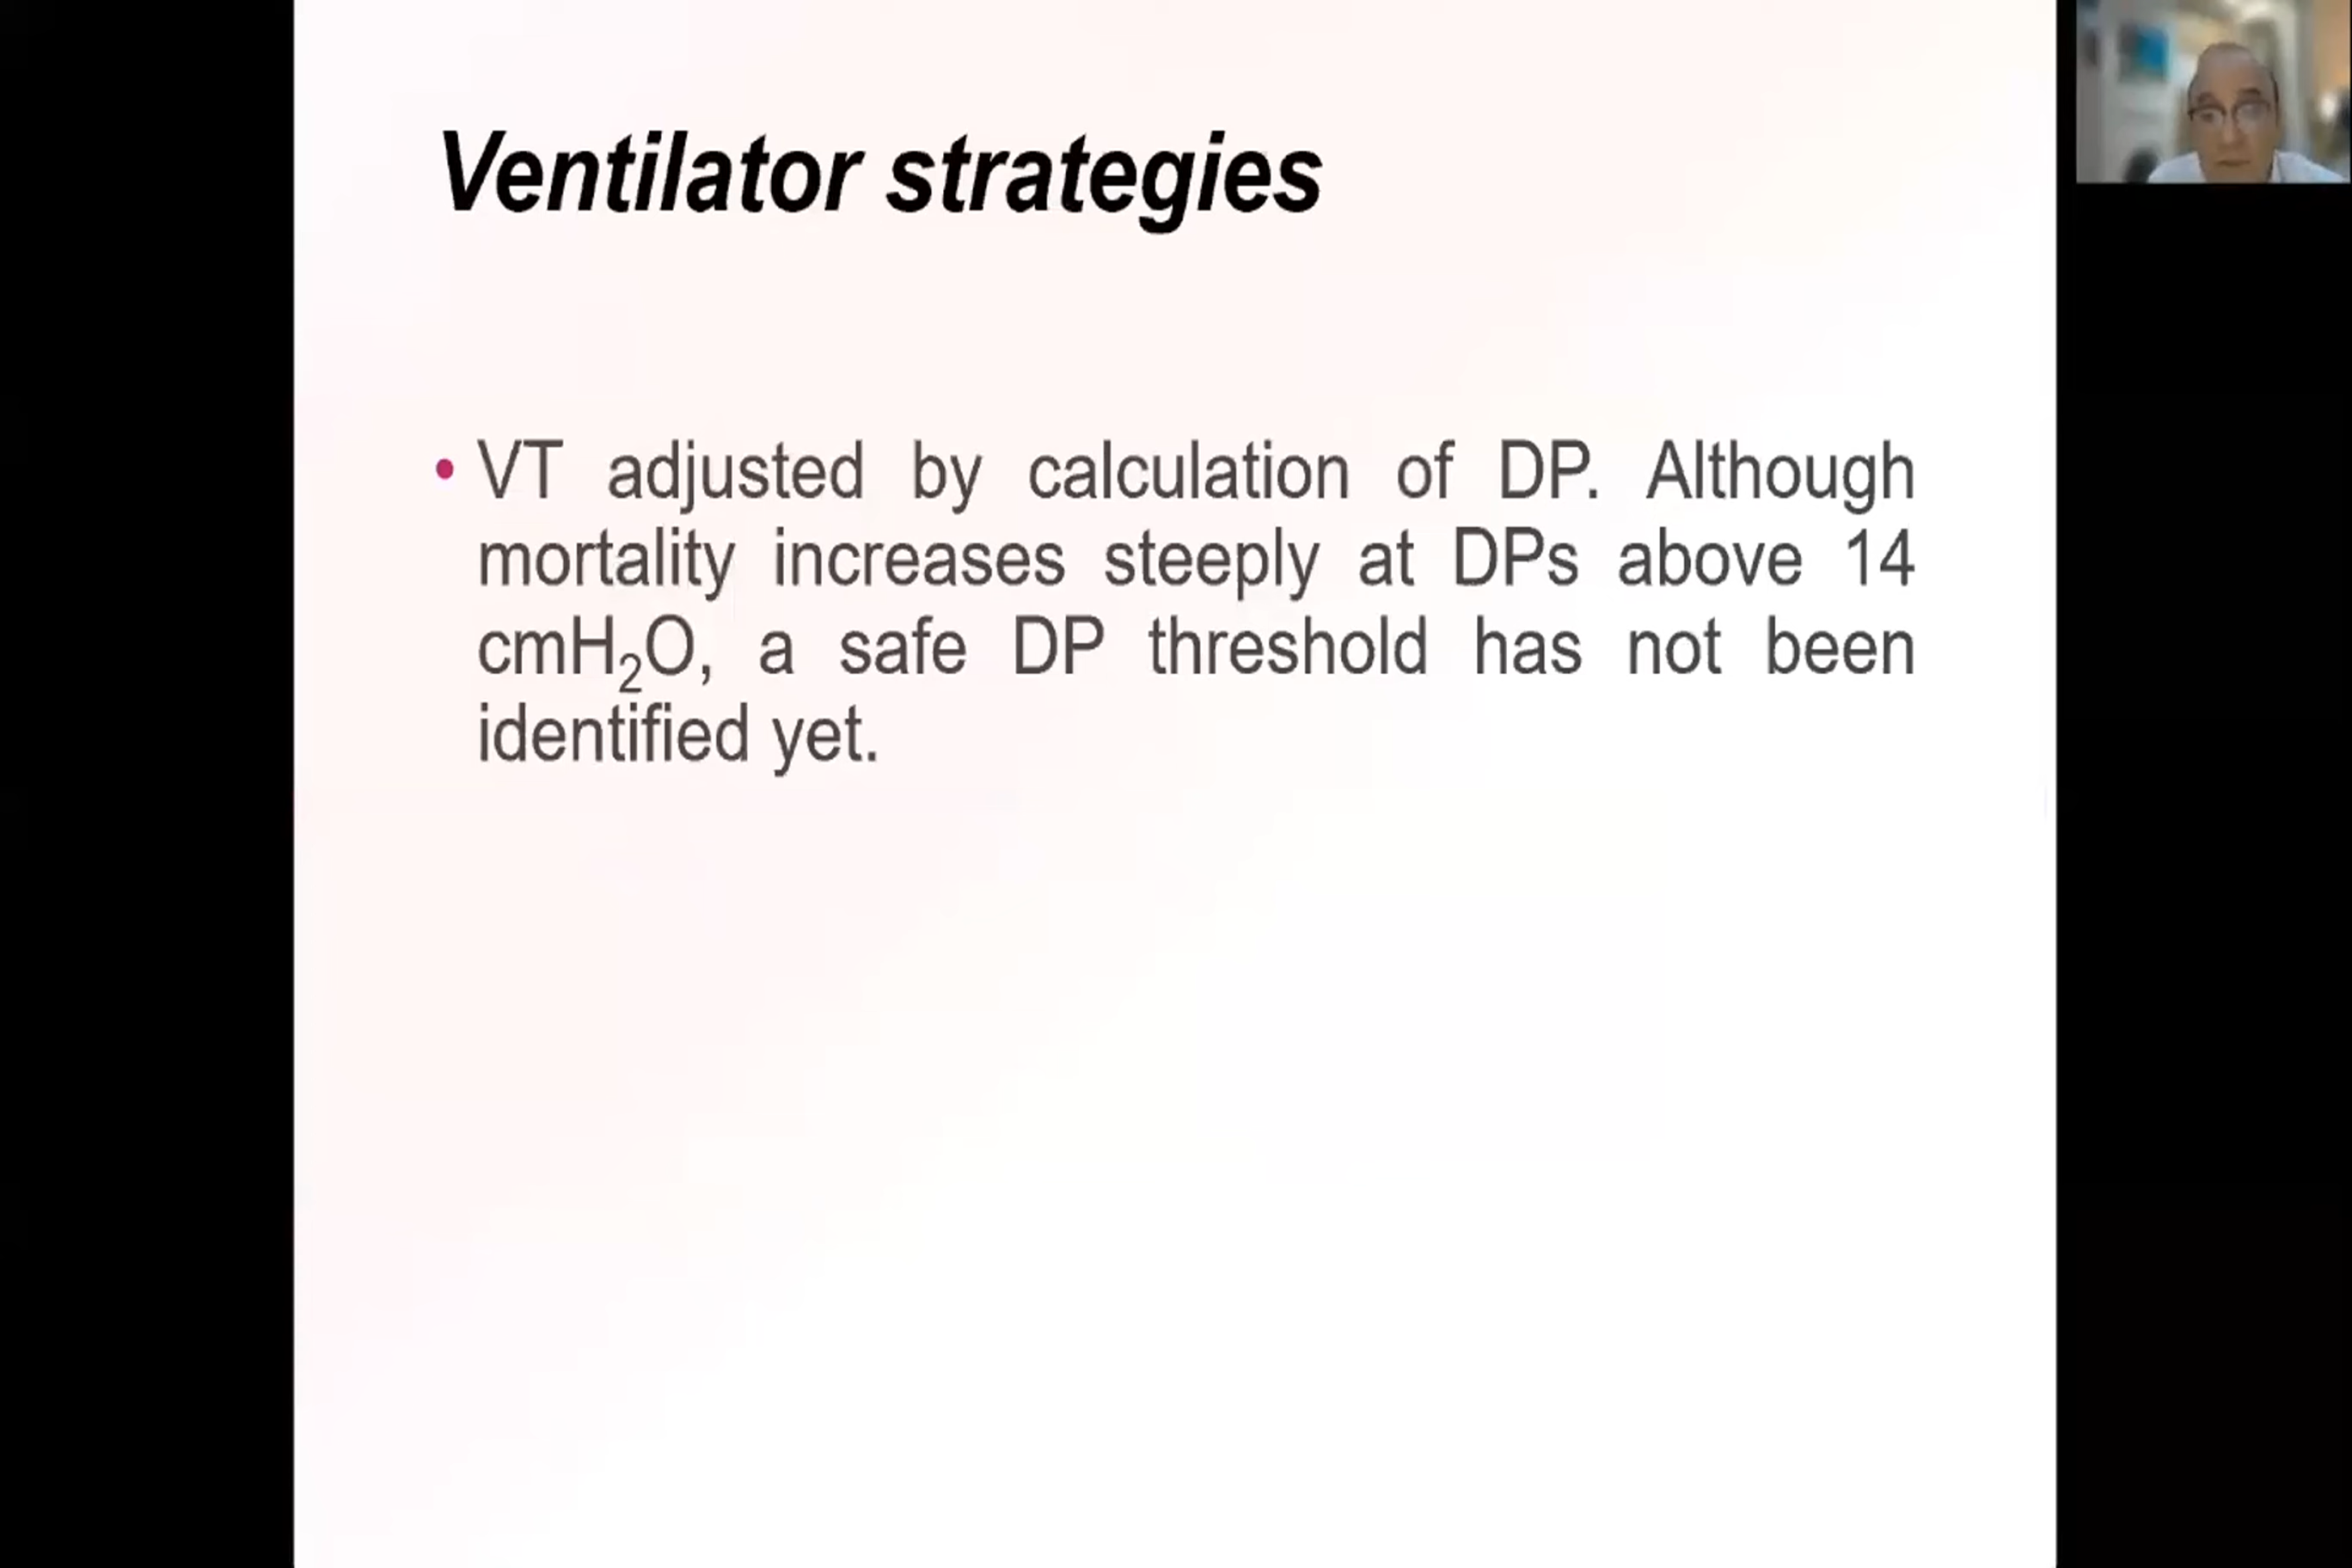 Ventilator strategies
• VT adjusted by calculation of DP. Although
mortality increases steeply at DPs above 14
cmH₂O, a safe DP threshold has not been
identified yet.